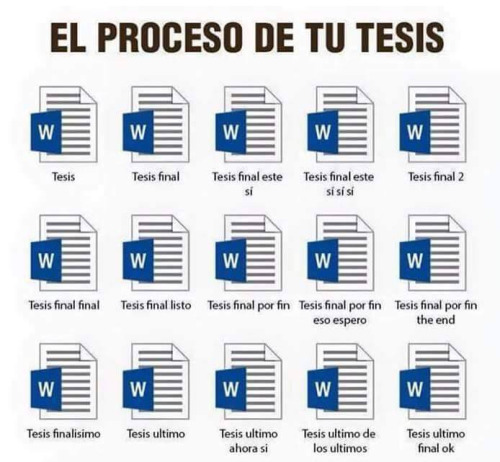 EL PROCESO DE TU TESIS
W W W W W
Tesis
Tesis final
Tesis final este
sí
Tesis final este
sí sí sí
Tesis final 2
W W W W W
Tesis final final
Tesis final listo
Tesis final por fin
Tesis final por fin
eso espero
Tesis final por fin
the end
W W W W W
Tesis finalisimo
Tesis ultimo
Tesis ultimo
ahora si
Tesis ultimo de
los ultimos
Tesis ultimo
final ok